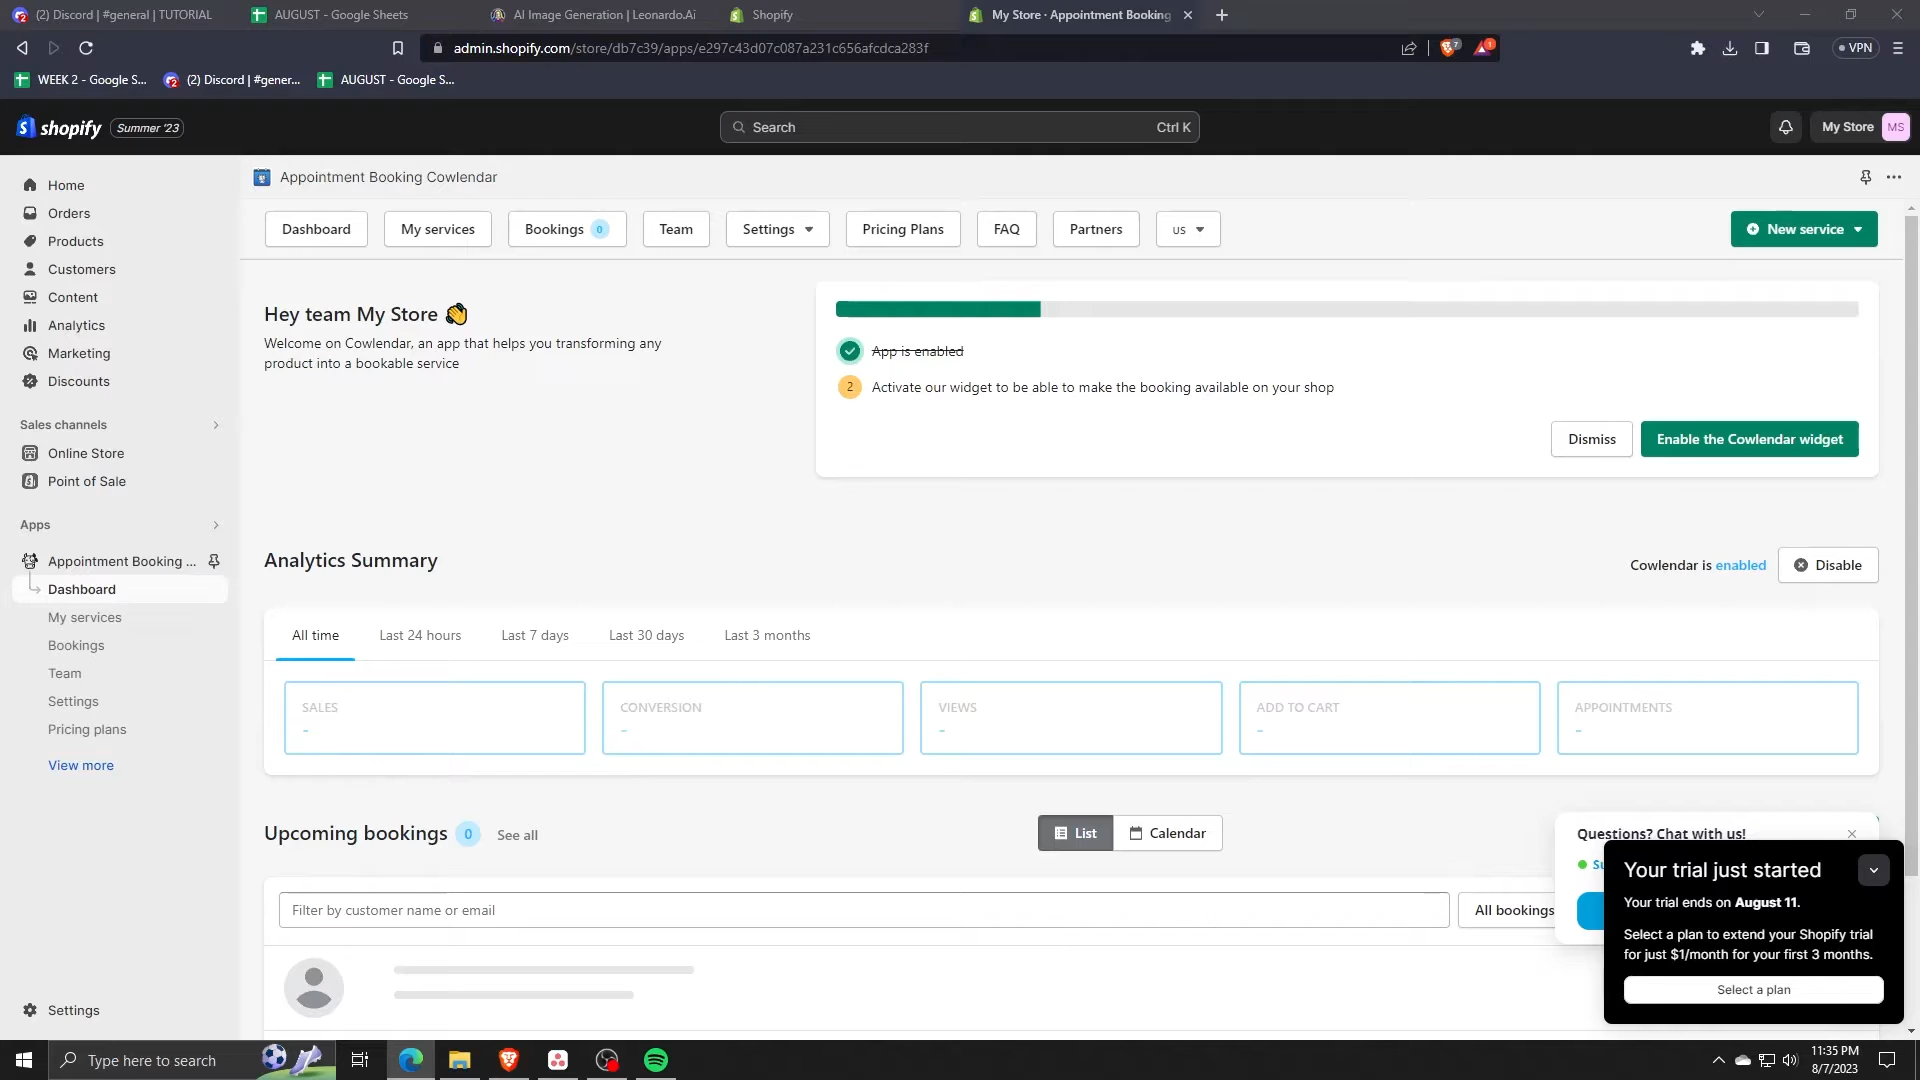 (2) Discord | #general | TUTORIAL
AUGUST - Google Sheets
AI Image Generation | Leonardo.Ai
Shopify
My Store · Appointment Booking
admin.shopify.com/store/db7c39/apps/e297c43d07c087a231c656afcdca283f
7
1
VPN
WEEK 2 - Google S...
(2) Discord | #gener...
AUGUST - Google S...
shopify
Summer '23
Search
Ctrl K
My Store
MS
Home
Orders
Products
Customers
Content
Analytics
Marketing
Discounts
Sales channels
Online Store
Point of Sale
Apps
Appointment Booking ...
Dashboard
My services
Bookings
Team
Settings
Pricing plans
View more
Settings
Appointment Booking Cowlendar
Dashboard
My services
Bookings 0
Team
Settings
Pricing Plans
FAQ
Partners
us
New service
Hey team My Store 👋
Welcome on Cowlendar, an app that helps you transforming any
product into a bookable service
App is enabled
2 Activate our widget to be able to make the booking available on your shop
Dismiss
Enable the Cowlendar widget
Analytics Summary
Cowlendar is enabled
Disable
All time
Last 24 hours
Last 7 days
Last 30 days
Last 3 months
SALES
-
CONVERSION
-
VIEWS
-
ADD TO CART
-
APPOINTMENTS
-
Upcoming bookings 0 See all
List
Calendar
Filter by customer name or email
All bookings
Questions? Chat with us!
Your trial just started
Your trial ends on August 11.
Select a plan to extend your Shopify trial
for just $1/month for your first 3 months.
Select a plan
Type here to search
11:35 PM
8/7/2023